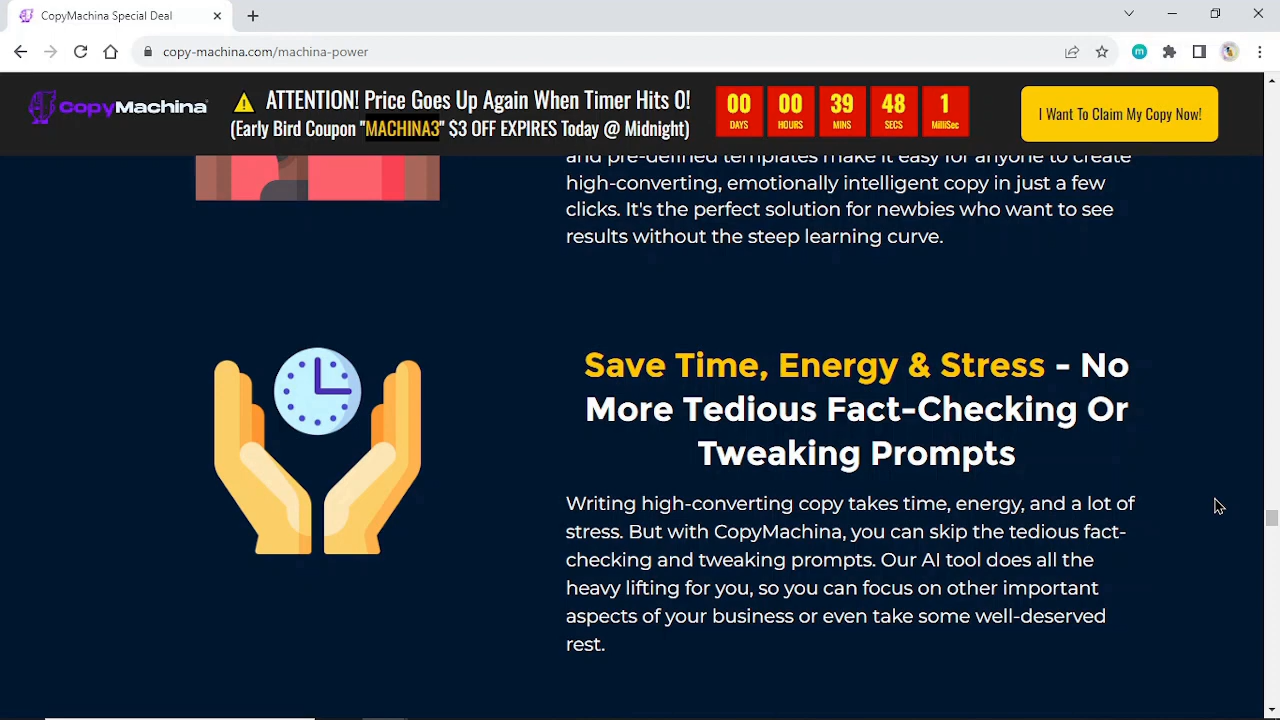 CopyMachina Special Deal
copy-machina.com/machina-power
m
CopyMachina
ATTENTION! Price Goes Up Again When Timer Hits 0!
(Early Bird Coupon "MACHINA3" $3 OFF EXPIRES Today @ Midnight)
00 00 39 48 1
DAYS HOURS MINS SECS MilliSec
I Want To Claim My Copy Now!
and pre-defined templates make it easy for anyone to create
high-converting, emotionally intelligent copy in just a few
clicks. It's the perfect solution for newbies who want to see
results without the steep learning curve.
Save Time, Energy & Stress - No
More Tedious Fact-Checking Or
Tweaking Prompts
Writing high-converting copy takes time, energy, and a lot of
stress. But with CopyMachina, you can skip the tedious fact-
checking and tweaking prompts. Our AI tool does all the
heavy lifting for you, so you can focus on other important
aspects of your business or even take some well-deserved
rest.